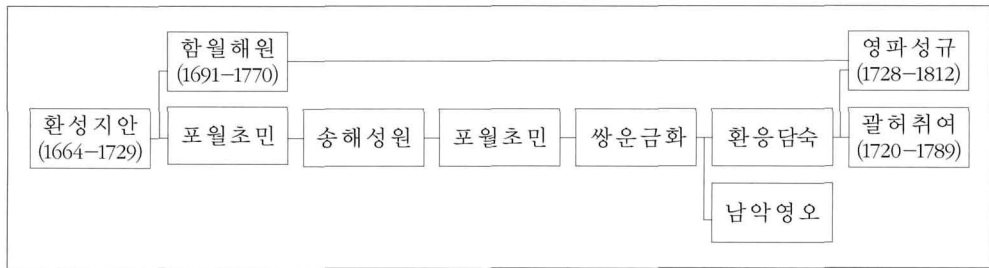 함월해원
(1691–1770)
영파성규
(1728–1812)
환성지안
(1664–1729)
포월초민
송해성원
포월초민
쌍운금화
환응담숙
괄허취여
(1720–1789)
남악영오